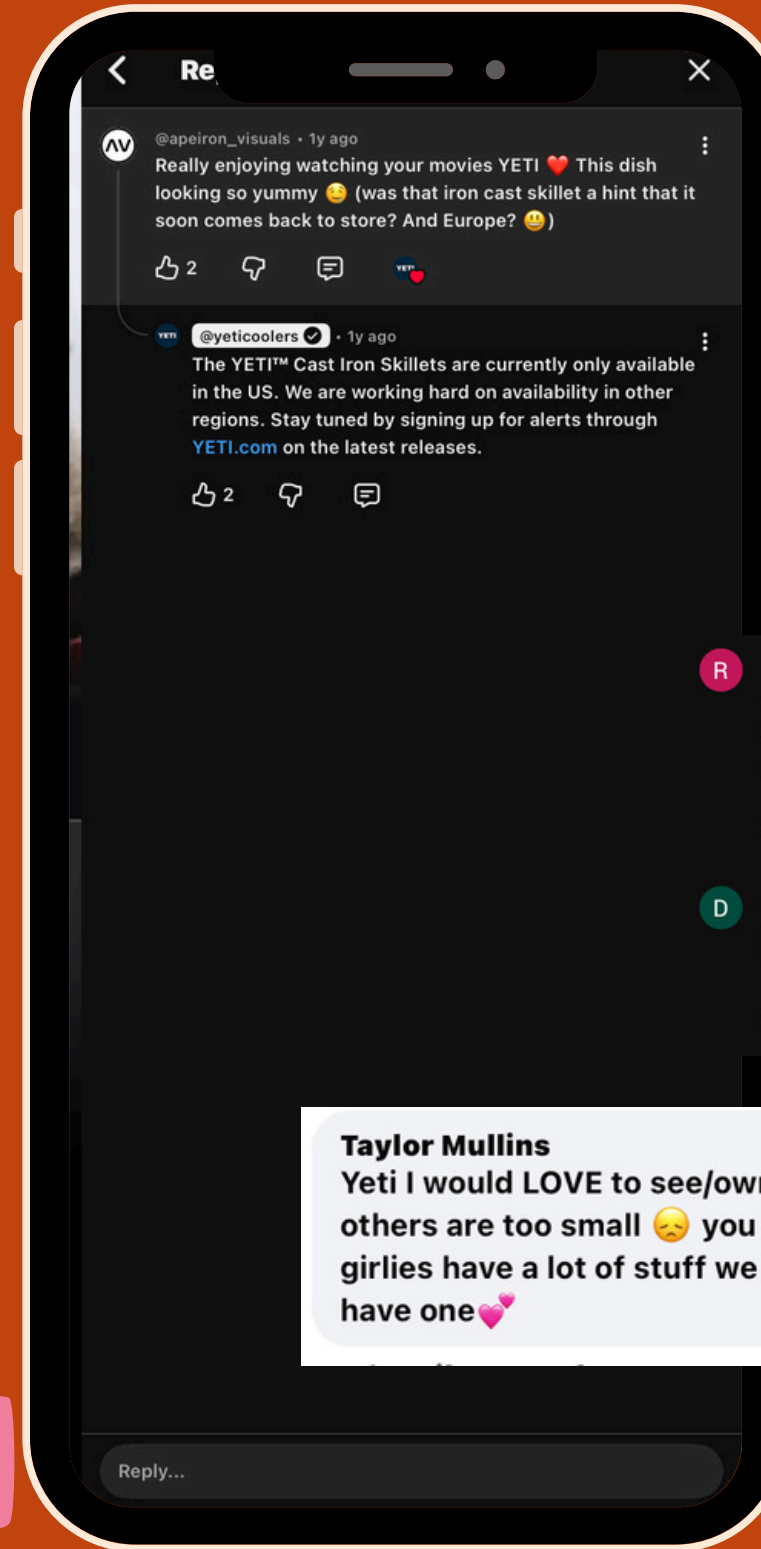 Re
@apeiron_visuals • 1y ago
Really enjoying watching your movies YETI ❤️ This dish
looking so yummy 🤤 (was that iron cast skillet a hint that it
soon comes back to store? And Europe? 😃)
2
YETI
YETI
@yeticoolers • 1y ago
The YETI™ Cast Iron Skillets are currently only available
in the US. We are working hard on availability in other
regions. Stay tuned by signing up for alerts through
YETI.com on the latest releases.
2
R
D
Taylor Mullins
Yeti I would LOVE to see/own
others are too small 😞 you
girlies have a lot of stuff we
have one💕
Reply...